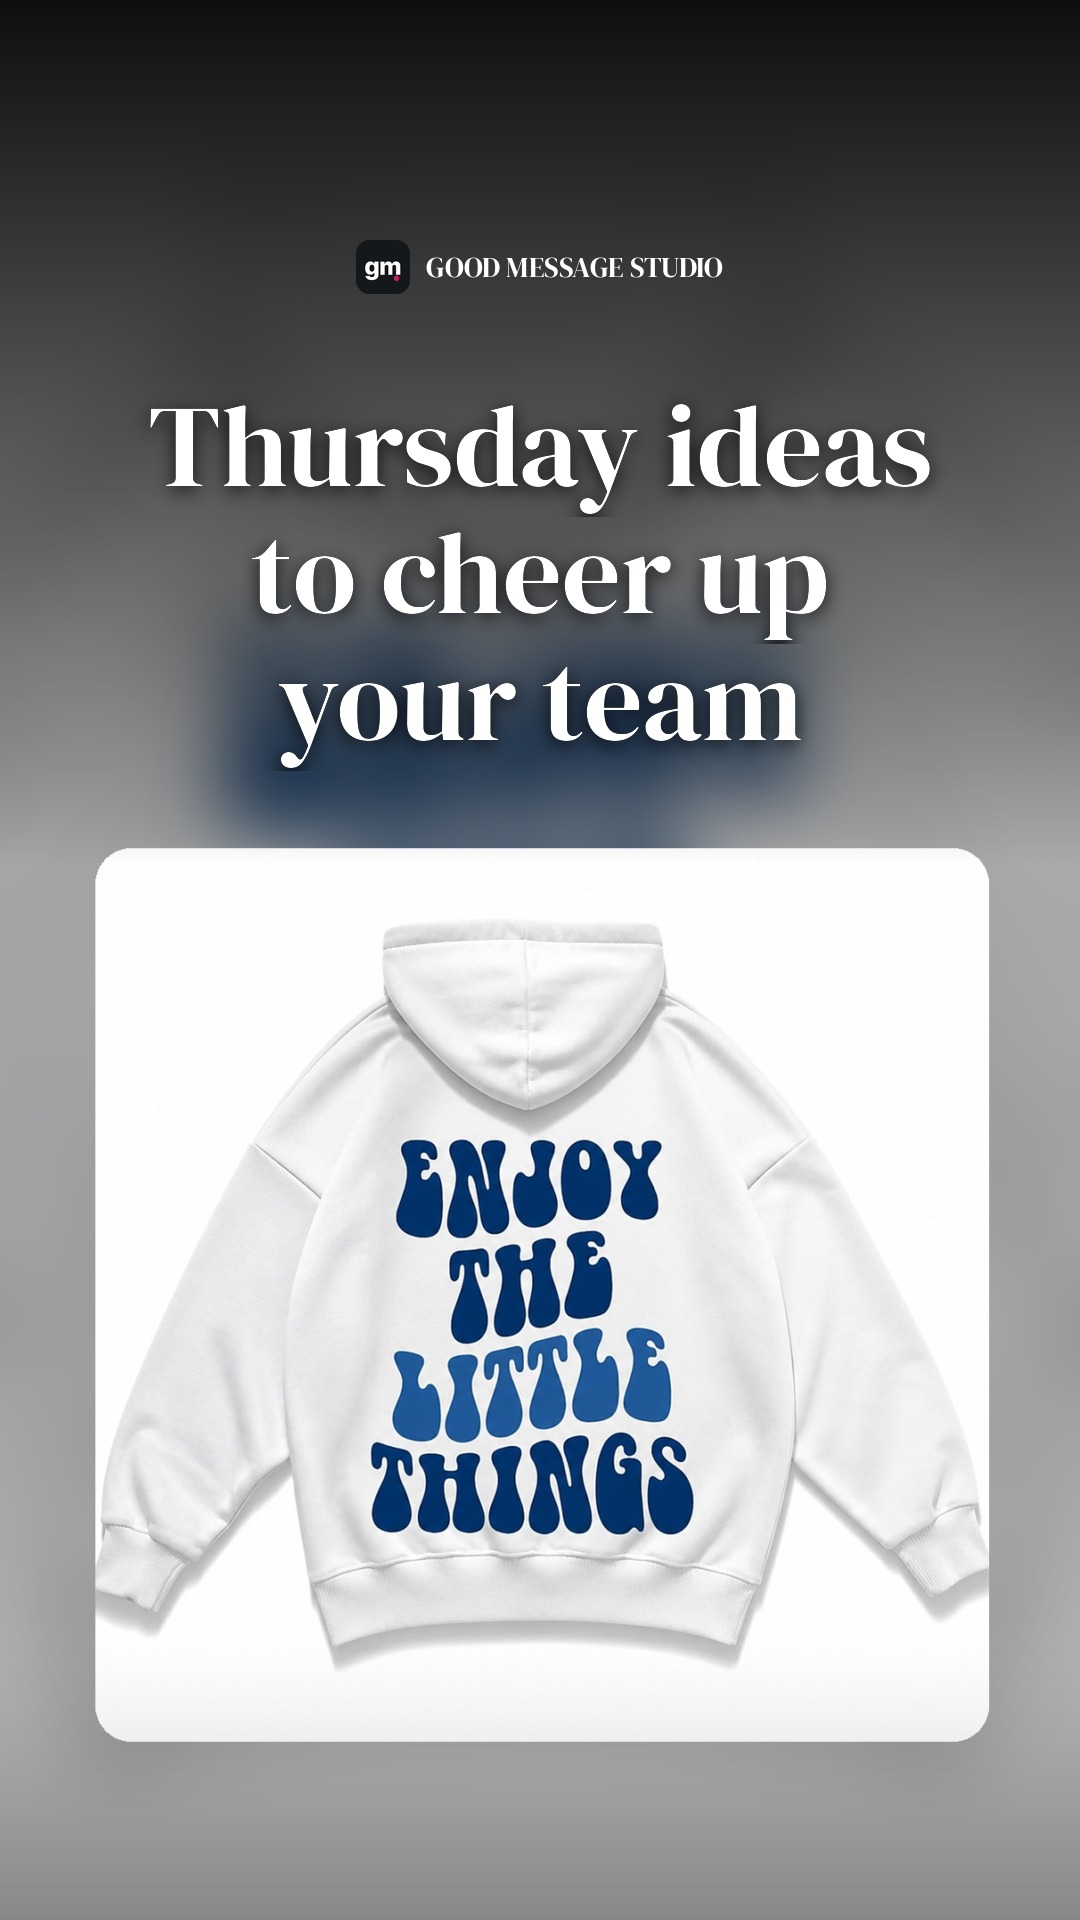 gm
GOOD MESSAGE STUDIO
Thursday ideas
to cheer up
your team
ENJOY
THE
LITTLE
THINGS